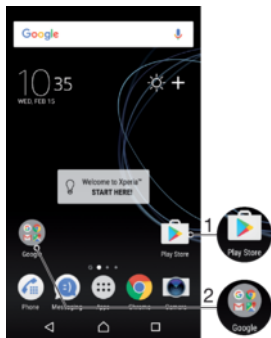 Google
10 35
WED, FEB 15
Welcome to Xperia™
START HERE!
Google
Play Store
1
Play Store
Phone
Messaging
Apps
Chrome
Camera
2
Google